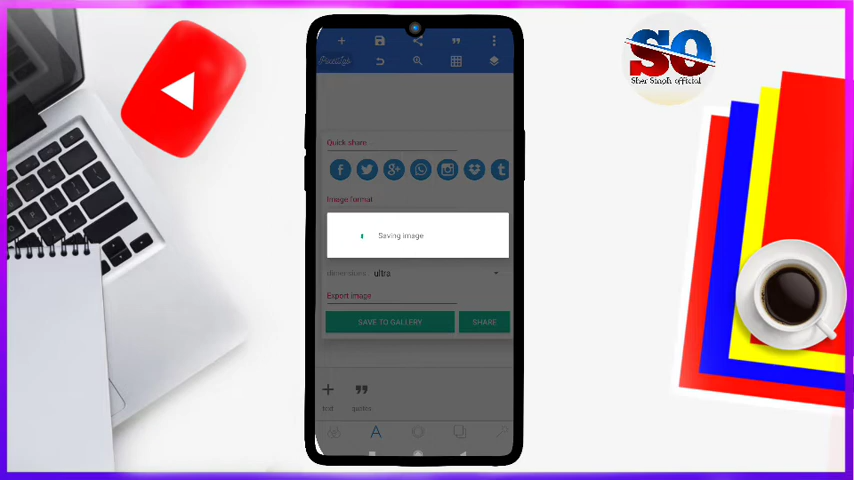 SO
Sher Singh official
PixelLab
Quick share
Image format
Saving image
dimensions ultra
Export image
SAVE TO GALLERY SHARE
text quotes
A